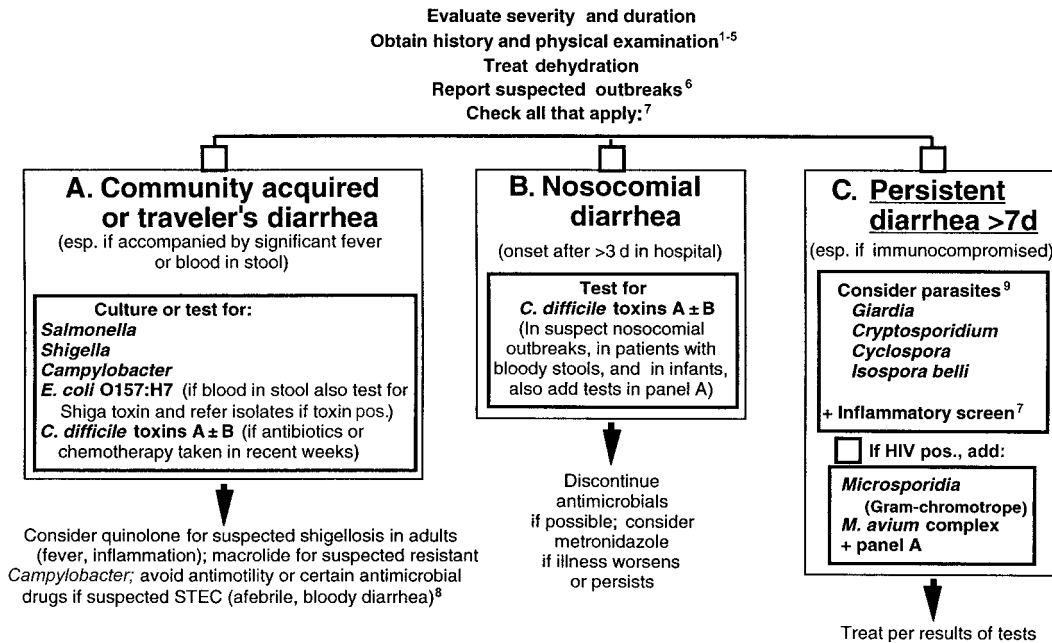 Evaluate severity and duration
Obtain history and physical examination1-5
Treat dehydration
Report suspected outbreaks6
Check all that apply:7
A. Community acquired
or traveler's diarrhea
(esp. if accompanied by significant fever
or blood in stool)
Culture or test for:
Salmonella
Shigella
Campylobacter
E. coli O157:H7 (if blood in stool also test for
Shiga toxin and refer isolates if toxin pos.)
C. difficile toxins A ± B (if antibiotics or
chemotherapy taken in recent weeks)
Consider quinolone for suspected shigellosis in adults
(fever, inflammation); macrolide for suspected resistant
Campylobacter; avoid antimotility or certain antimicrobial
drugs if suspected STEC (afebrile, bloody diarrhea)8
B. Nosocomial
diarrhea
(onset after >3 d in hospital)
Test for
C. difficile toxins A ± B
(In suspect nosocomial
outbreaks, in patients with
bloody stools, and in infants,
also add tests in panel A)
Discontinue
antimicrobials
if possible; consider
metronidazole
if illness worsens
or persists
C. Persistent
diarrhea >7d
(esp. if immunocompromised)
Consider parasites9
Giardia
Cryptosporidium
Cyclospora
Isospora belli
+ Inflammatory screen7
If HIV pos., add:
Microsporidia
(Gram-chromotrope)
M. avium complex
+ panel A
Treat per results of tests